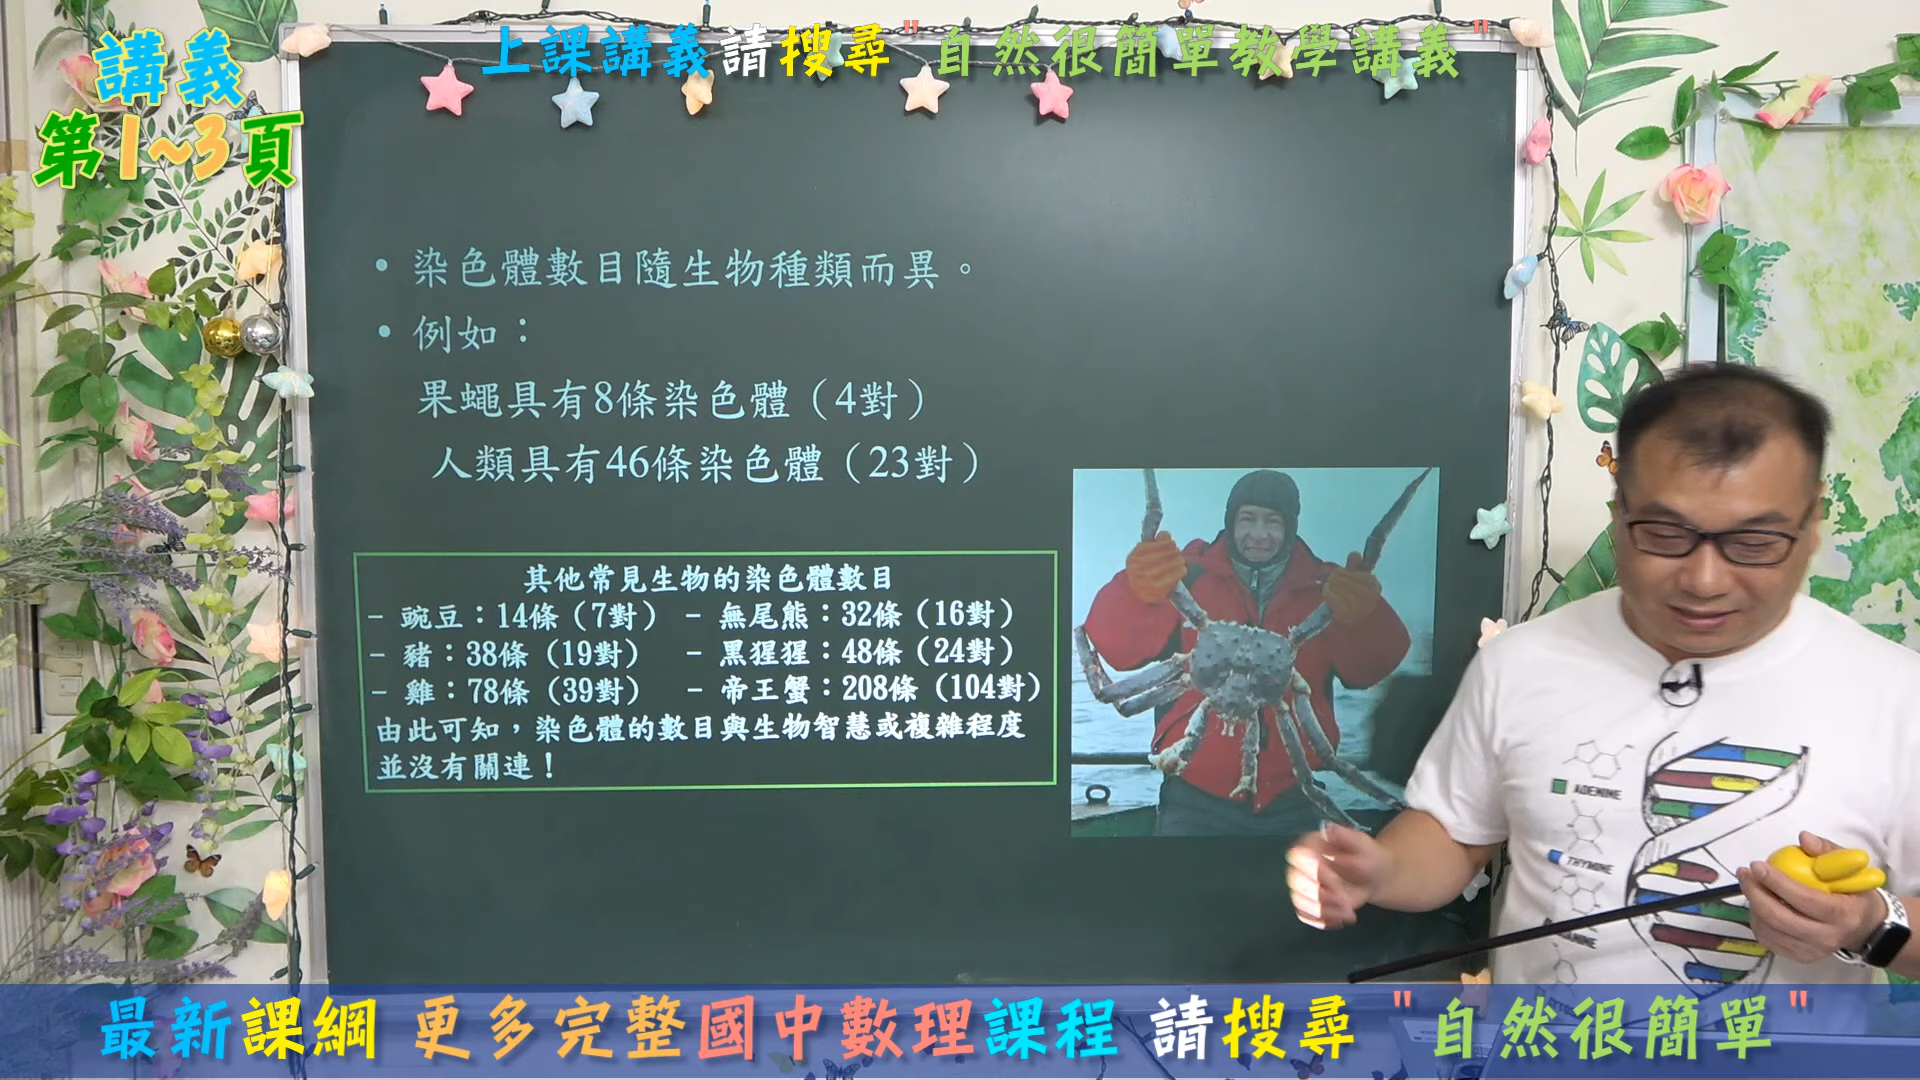 上課講義請搜尋"自然很簡單教學講義"
講義
第1~3頁
• 染色體數目隨生物種類而異。
• 例如：
果蠅具有8條染色體（4對）
人類具有46條染色體（23對）
其他常見生物的染色體數目
- 豌豆：14條（7對） - 無尾熊：32條（16對）
- 豬：38條（19對） - 黑猩猩：48條（24對）
- 雞：78條（39對） - 帝王蟹：208條（104對）
由此可知，染色體的數目與生物智慧或複雜程度
並沒有關連！
ADENINE
THYMINE
最新課綱 更多完整國中數理課程 請搜尋"自然很簡單"